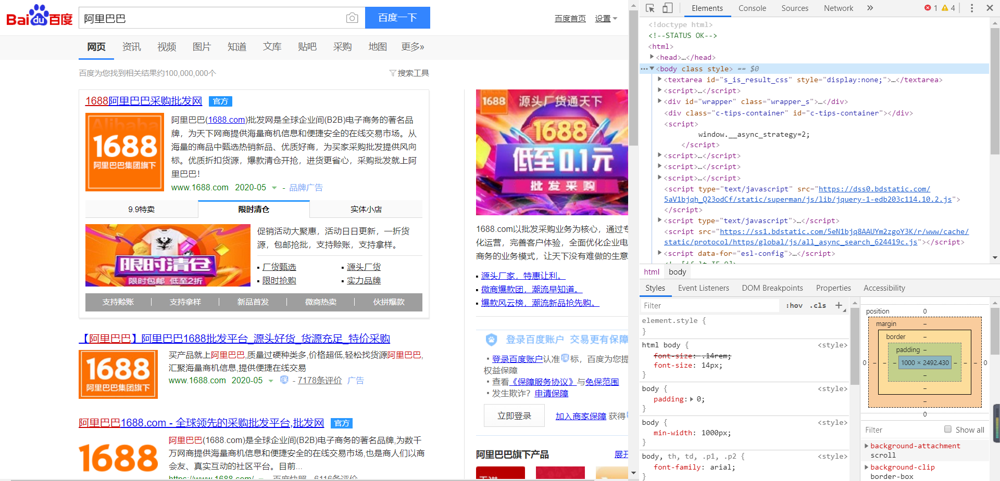 Baidu百度
阿里巴巴
百度一下
百度首页 设置
网页 资讯 视频 图片 知道 文库 贴吧 采购 地图 更多»
百度为您找到相关结果约100,000,000个
搜索工具
1688阿里巴巴采购批发网 官方
Alibaba
1688
阿里巴巴集团旗下
阿里巴巴(1688.com)批发网是全球企业间(B2B)电子商务的著名品
牌，为天下网商提供海量商机信息和便捷安全的在线交易市场。从
海量的商品中甄选热销新品、优质好商，为买家采购批发提供风向
标。优质折扣货源，爆款清仓开抢，进货更省心，采购批发就上阿
里巴巴！
www.1688.com 2020-05 - 品牌广告
9.9特卖 限时清仓 实体小店
限时清仓
限时包邮 低至2折
促销活动大聚惠，活动日日更新，一折货
源，包邮抢批，支持赊账，支持拿样。
厂货甄选 源头厂货
限时抢购 实力品牌
支持赊账 支持拿样 新品首发 微商热卖 伙拼爆款
【阿里巴巴】阿里巴巴1688批发平台_源头好货_货源充足_特价采购
1688
阿里巴巴集团旗下
买产品就上阿里巴巴,质量过硬种类多,价格超低,轻松找货源阿里巴巴,
汇聚海量商机信息,提供便捷在线交易
www.1688.com 2020-05 保 - 7178条评价 广告
阿里巴巴1688.com - 全球领先的采购批发平台,批发网 官方
1688
阿里巴巴(1688.com)是全球企业间(B2B)电子商务的著名品牌,为数千
万网商提供海量商机信息和便捷安全的在线交易市场,也是商人们以商
会友、真实互动的社区平台。目前...
https://www.1688.com/ - 百度快照 - 6116条评价
1688 源头厂货通天下
1688
低至0.1元
批发采购
1688.com以批发采购业务为核心，通过专
化运营，完善客户体验，全面优化企业电
商务的业务模式，让天下没有难做的生意
源头厂家，特惠让利。
微商爆款团，潮流早知道。
爆款风云榜，潮流新品抢先购。
登录百度账户 交易更有保障
· 登录百度账户认准保标，百度为您提
权益保障
· 查看《保障服务协议》与免保范围
· 发生欺诈？申请保障
立即登录 加入商家保障 获得
阿里巴巴旗下产品 展开
Elements Console Sources Network » 1 4
<!doctype html>
<!--STATUS OK-->
<html>
<head>…</head>
<body class style> == $0
<textarea id="s_is_result_css" style="display:none;">…</textarea>
<script>…</script>
<div id="wrapper" class="wrapper_s">…</div>
<div class="c-tips-container" id="c-tips-container"></div>
<script>
window.__async_strategy=2;
</script>
<script>…</script>
<script>…</script>
<script>…</script>
<script type="text/javascript" src="https://dss0.bdstatic.com/
5aV1bjqh_Q23odCf/static/superman/js/lib/jquery-1-edb203c114.10.2.js">
</script>
<script type="text/javascript">…</script>
<script src="https://ss1.bdstatic.com/5eN1bjq8AAUYm2zgoY3K/r/www/cache/
static/protocol/https/global/js/all_async_search_624419c.js"></script>
<script data-for="esl-config">…</script>
html body
Styles Event Listeners DOM Breakpoints Properties Accessibility
Filter :hov .cls +
element.style {
}
html body { <style>
font-size: .14rem;
font-size: 14px;
}
body { <style>
padding: 0;
}
body { <style>
min-width: 1000px;
}
body, th, td, .p1, .p2 { <style>
font-family: arial;
}
position 0
margin –
border –
padding –
0 – – – 1000 × 2492.430 – – – 0
–
–
–
0
Filter Show all
background-attachment
scroll
background-clip
border-box